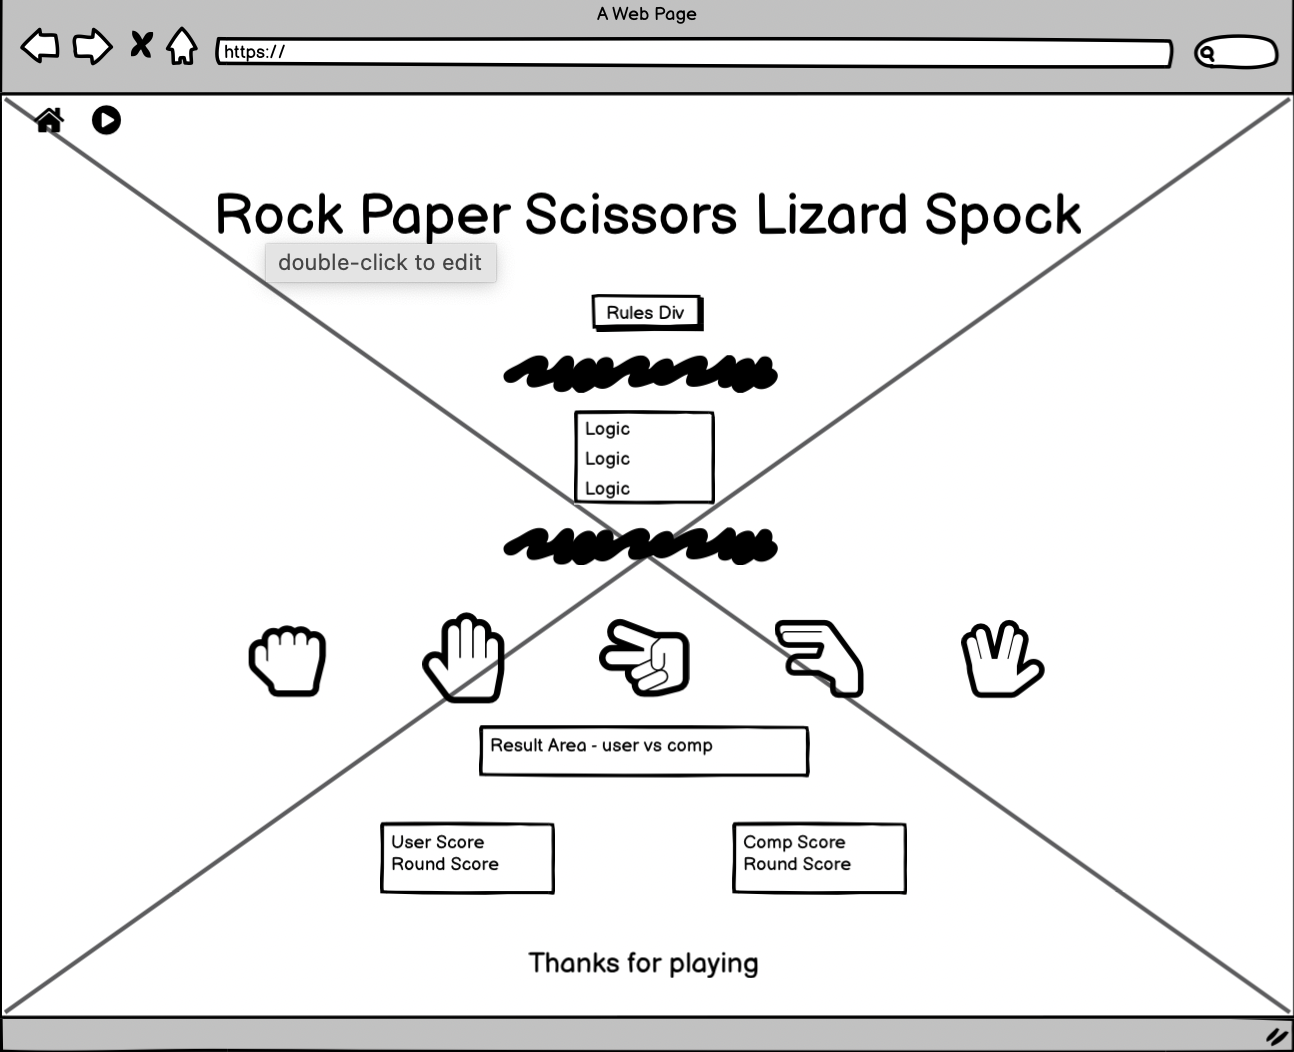 A Web Page
https://
Rock Paper Scissors Lizard Spock
double-click to edit
Rules Div
Logic
Logic
Logic
Result Area - user vs comp
User Score
Round Score
Comp Score
Round Score
Thanks for playing